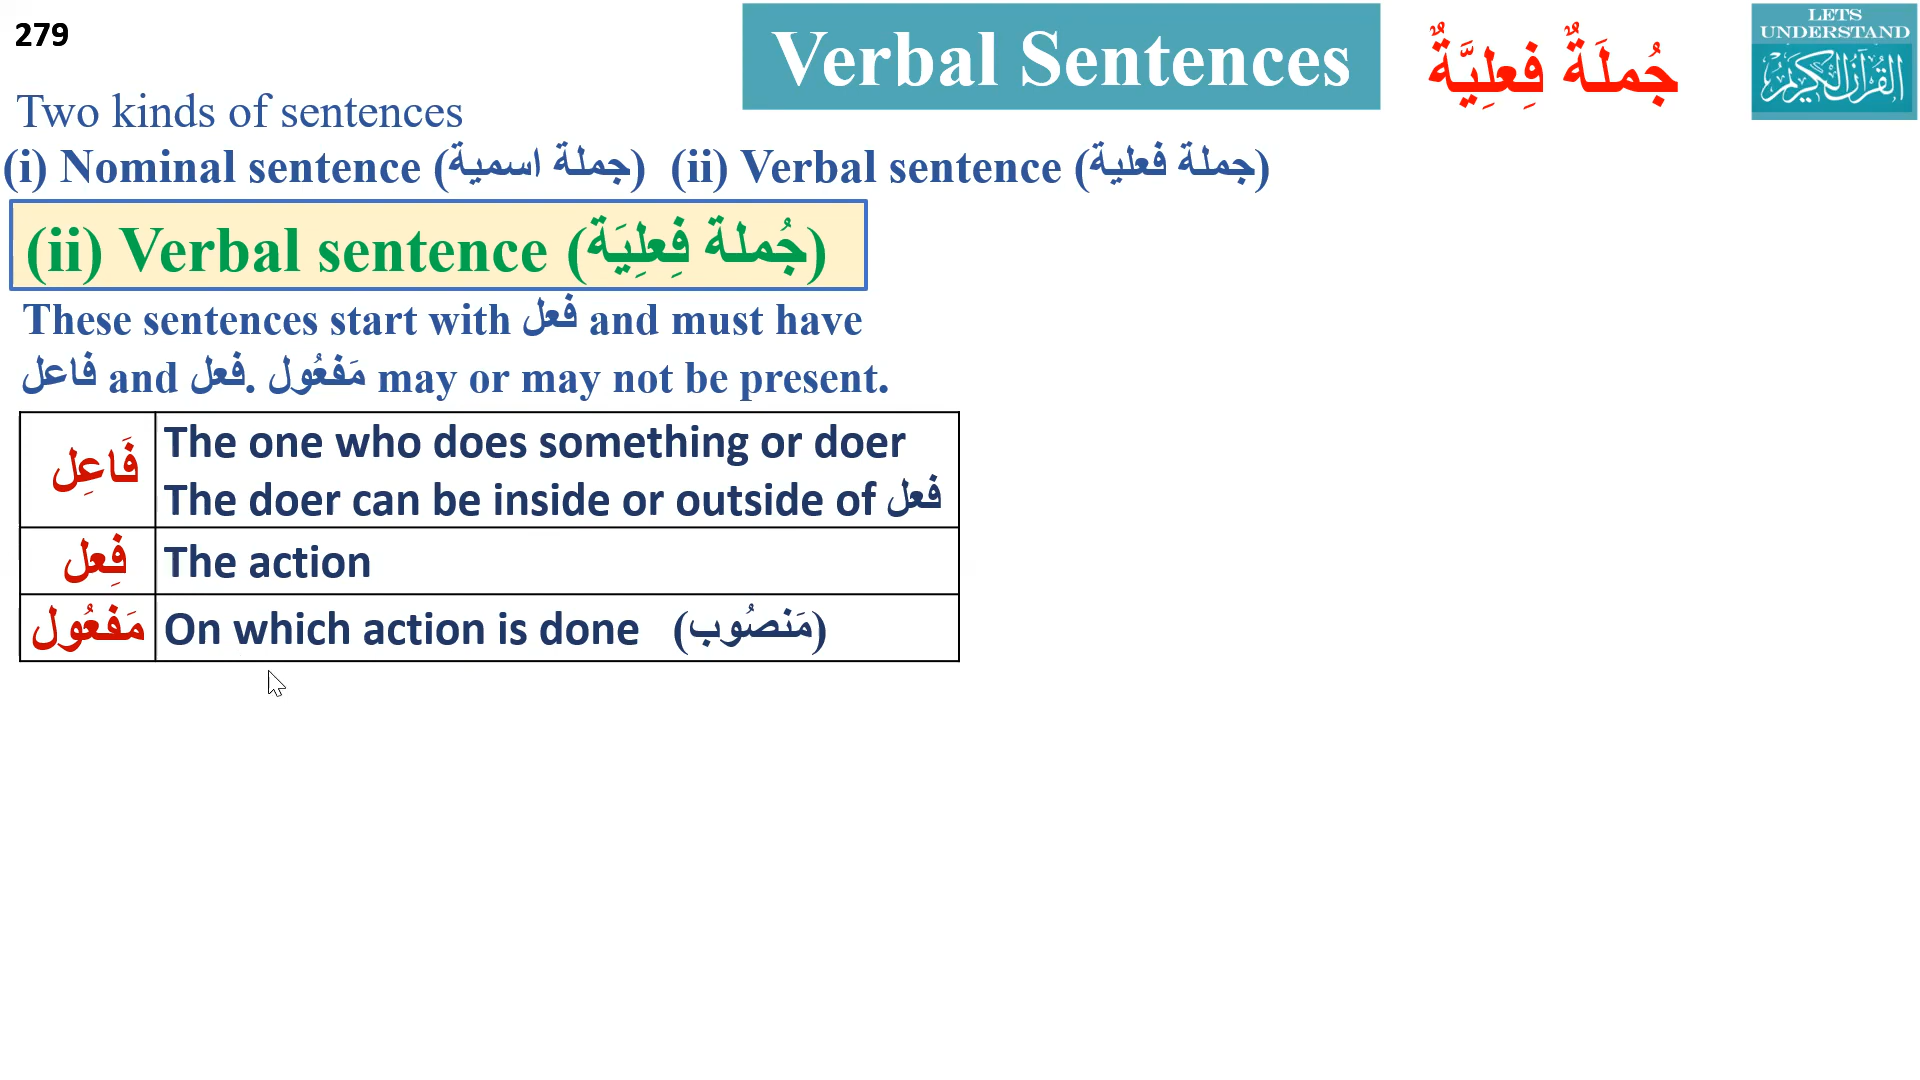 279
Verbal Sentences
جُملَةٌ فِعلِيَّةٌ
LETS
UNDERSTAND
القرآن الكريم
Two kinds of sentences
(i) Nominal sentence (جملة اسمية) (ii) Verbal sentence (جملة فعلية)
(ii) Verbal sentence (جُملة فِعلِيَة)
These sentences start with فعل and must have
فاعل and فعل. مَفعُول may or may not be present.
فَاعِل The one who does something or doer
The doer can be inside or outside of فعل
فِعل The action
مَفعُول On which action is done (مَنصُوب)